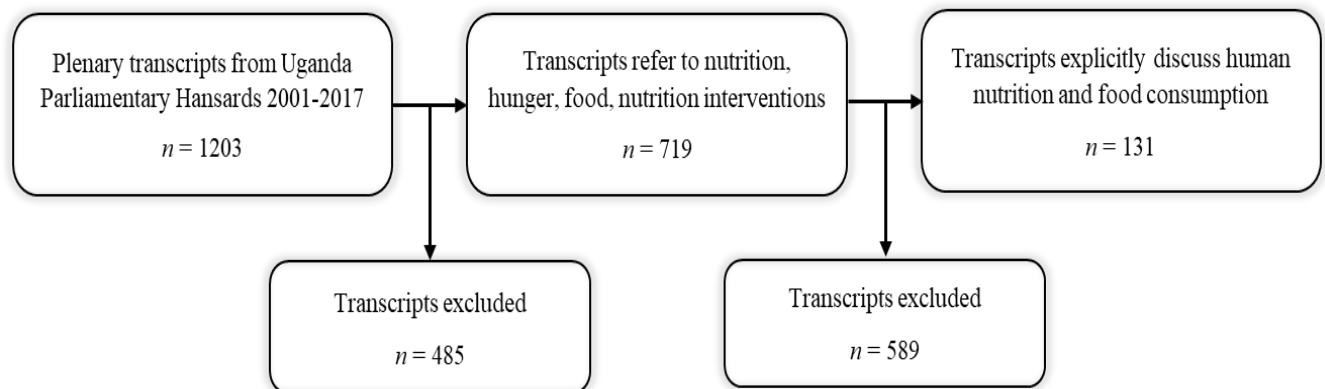 Plenary transcripts from Uganda
Parliamentary Hansards 2001-2017
n = 1203
Transcripts refer to nutrition,
hunger, food, nutrition interventions
n = 719
Transcripts explicitly discuss human
nutrition and food consumption
n = 131
Transcripts excluded
n = 485
Transcripts excluded
n = 589